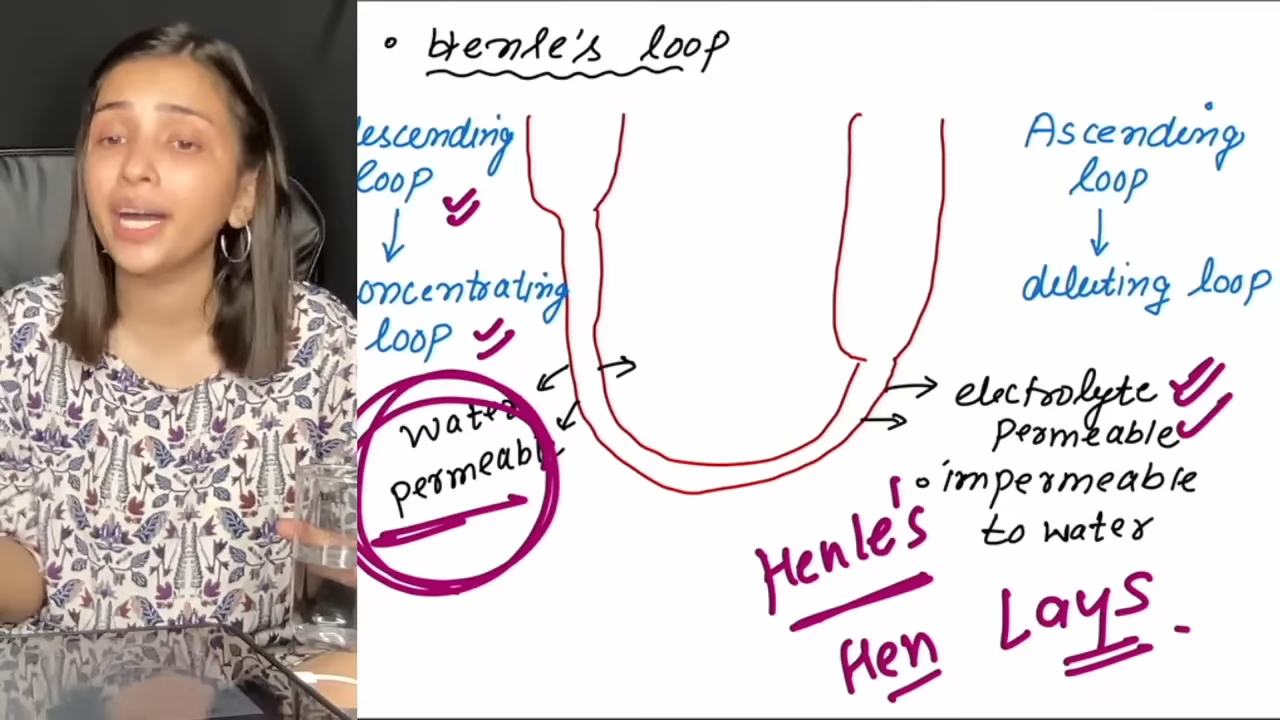 • Henle's loop
escending
loop
oncentrating
loop
water
permeable
Ascending
loop
deluting loop
electrolyte
permeable
• impermeable
to water
Henle's
Hen Lays